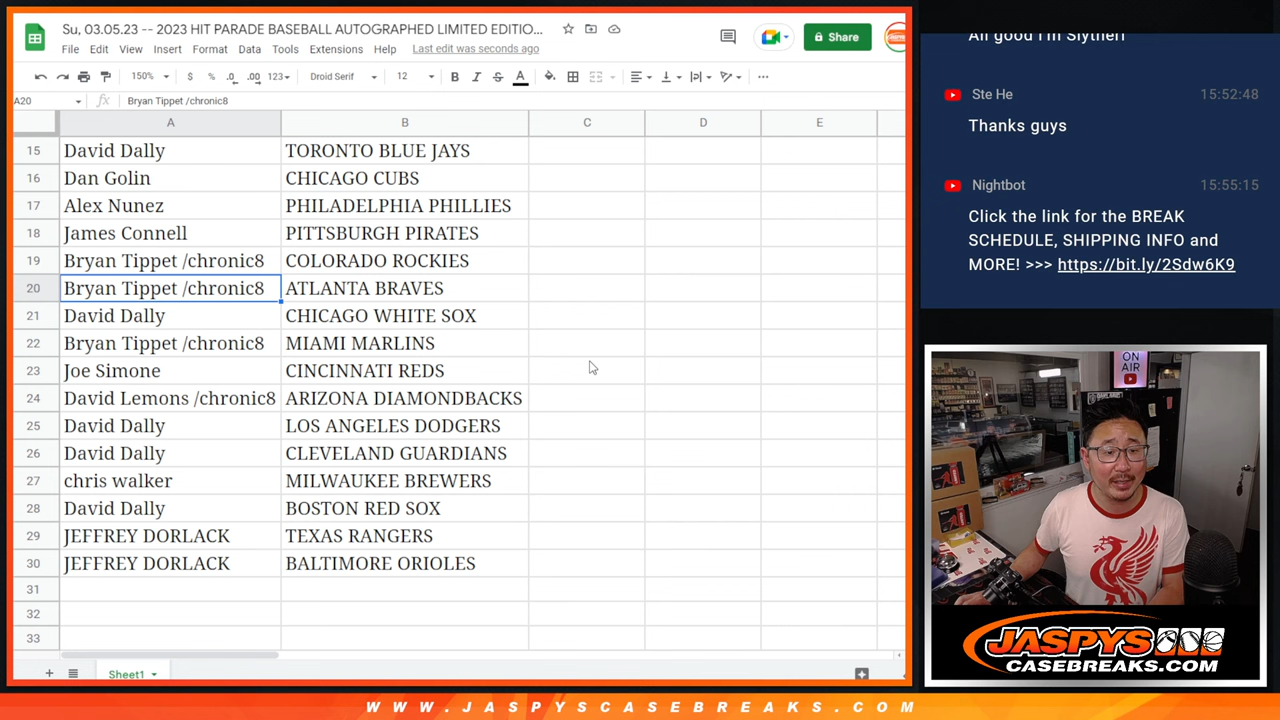 Su, 03.05.23 -- 2023 HIT PARADE BASEBALL AUTOGRAPHED LIMITED EDITIO...
File Edit View Insert Format Data Tools Extensions Help Last edit was seconds ago
Share
150% $ % .0 .00 123 Droid Serif 12 B I S A
A20 fx Bryan Tippet /chronic8
A B C D E
15 David Dally TORONTO BLUE JAYS
16 Dan Golin CHICAGO CUBS
17 Alex Nunez PHILADELPHIA PHILLIES
18 James Connell PITTSBURGH PIRATES
19 Bryan Tippet /chronic8 COLORADO ROCKIES
20 Bryan Tippet /chronic8 ATLANTA BRAVES
21 David Dally CHICAGO WHITE SOX
22 Bryan Tippet /chronic8 MIAMI MARLINS
23 Joe Simone CINCINNATI REDS
24 David Lemons /chronic8 ARIZONA DIAMONDBACKS
25 David Dally LOS ANGELES DODGERS
26 David Dally CLEVELAND GUARDIANS
27 chris walker MILWAUKEE BREWERS
28 David Dally BOSTON RED SOX
29 JEFFREY DORLACK TEXAS RANGERS
30 JEFFREY DORLACK BALTIMORE ORIOLES
31
32
33
Sheet1
All good I'm Slytheri
Ste He 15:52:48
Thanks guys
Nightbot 15:55:15
Click the link for the BREAK
SCHEDULE, SHIPPING INFO and
MORE! >>> https://bit.ly/2Sdw6K9
ON
AIR
JASPYS
CASEBREAKS.COM
WWW.JASPYSCASEBREAKS.COM